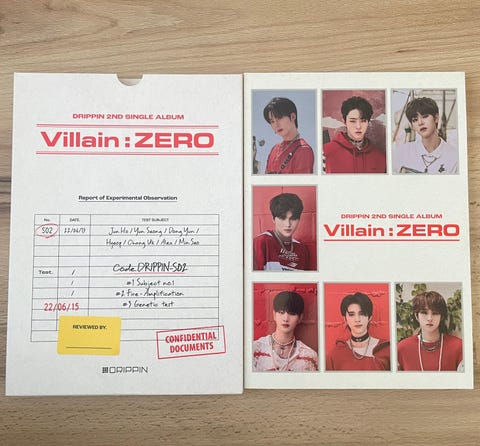 DRIPPIN 2ND SINGLE ALBUM
Villain : ZERO
Report of Experimental Observation
No. DATE. TEST SUBJECT
S02 22/06/15 Jun Ho / Yun Seong / Dong Yun /
Hyeop / Chang Uk / Alex / Min Seo
Test. / Code: DRIPPIN-S02
/ #1 Subject no.1
/ #2 Fire-Amplification
22/06/15 #3 Genetic test
REVIEWED BY.
CONFIDENTIAL
DOCUMENTS
DRIPPIN
DRIPPIN 2ND SINGLE ALBUM
Villain : ZERO